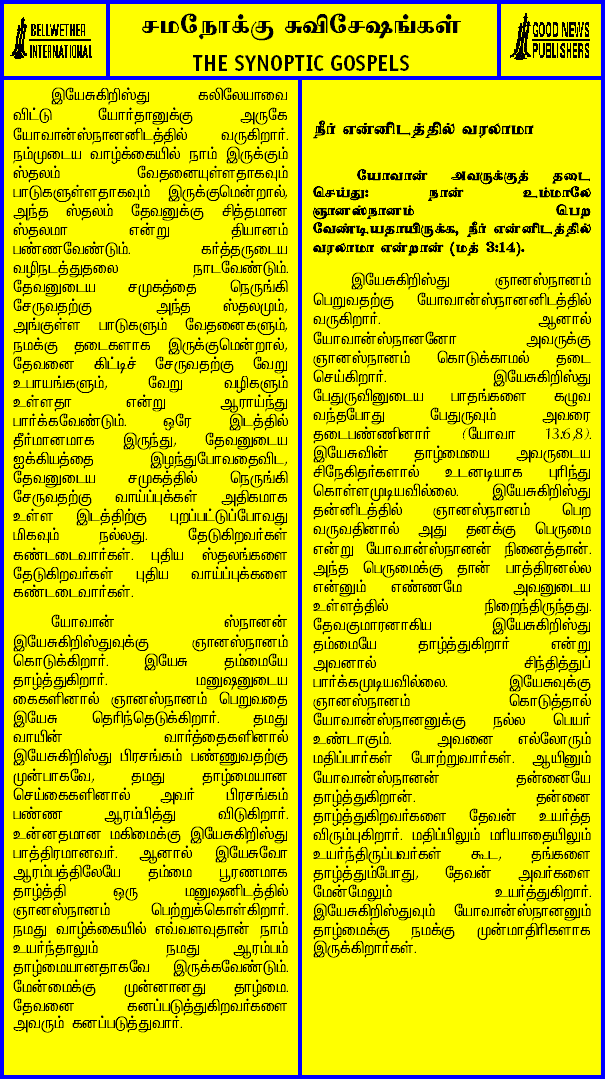 BELLWETHER
INTERNATIONAL
சமநோக்கு சுவிசேஷங்கள்
THE SYNOPTIC GOSPELS
GOOD NEWS
PUBLISHERS
இயேசுகிறிஸ்து கலிலேயாவை
விட்டு யோர்தானுக்கு அருகே
யோவான்ஸ்நானனிடத்தில் வருகிறார்.
நம்முடைய வாழ்க்கையில் நாம் இருக்கும்
ஸ்தலம் வேதனையுள்ளதாகவும்
பாடுகளுள்ளதாகவும் இருக்குமென்றால்,
அந்த ஸ்தலம் தேவனுக்கு சித்தமான
ஸ்தலமா என்று தியானம்
பண்ணவேண்டும். கர்த்தருடைய
வழிநடத்துதலை நாடவேண்டும்.
தேவனுடைய சமுகத்தை நெருங்கி
சேருவதற்கு அந்த ஸ்தலமும்,
அங்குள்ள பாடுகளும் வேதனைகளும்,
நமக்கு தடைகளாக இருக்குமென்றால்,
தேவனை கிட்டிச் சேருவதற்கு வேறு
உபாயங்களும், வேறு வழிகளும்
உள்ளதா என்று ஆராய்ந்து
பார்க்கவேண்டும். ஒரே இடத்தில்
தீர்மானமாக இருந்து, தேவனுடைய
ஐக்கியத்தை இழந்துபோவதைவிட,
தேவனுடைய சமுகத்தில் நெருங்கி
சேருவதற்கு வாய்ப்புக்கள் அதிகமாக
உள்ள இடத்திற்கு புறப்பட்டுப்போவது
மிகவும் நல்லது. தேடுகிறவர்கள்
கண்டடைவார்கள். புதிய ஸ்தலங்களை
தேடுகிறவர்கள் புதிய வாய்ப்புக்களை
கண்டடைவார்கள்.
யோவான் ஸ்நானன்
இயேசுகிறிஸ்துவுக்கு ஞானஸ்நானம்
கொடுக்கிறார். இயேசு தம்மையே
தாழ்த்துகிறார். மனுஷனுடைய
கைகளினால் ஞானஸ்நானம் பெறுவதை
இயேசு தெரிந்தெடுக்கிறார். தமது
வாயின் வார்த்தைகளினால்
இயேசுகிறிஸ்து பிரசங்கம் பண்ணுவதற்கு
முன்பாகவே, தமது தாழ்மையான
செய்கைகளினால் அவர் பிரசங்கம்
பண்ண ஆரம்பித்து விடுகிறார்.
உன்னதமான மகிமைக்கு இயேசுகிறிஸ்து
பாத்திரமானவர். ஆனால் இயேசுவோ
ஆரம்பத்திலேயே தம்மை பூரணமாக
தாழ்த்தி ஒரு மனுஷனிடத்தில்
ஞானஸ்நானம் பெற்றுக்கொள்கிறார்.
நமது வாழ்க்கையில் எவ்வளவுதான் நாம்
உயர்ந்தாலும் நமது ஆரம்பம்
தாழ்மையானதாகவே இருக்கவேண்டும்.
மேன்மைக்கு முன்னானது தாழ்மை.
தேவனை கனப்படுத்துகிறவர்களை
அவரும் கனப்படுத்துவார்.
நீர் என்னிடத்தில் வரலாமா
யோவான் அவருக்குத் தடை
செய்து: நான் உம்மாலே
ஞானஸ்நானம் பெற
வேண்டியதாயிருக்க, நீர் என்னிடத்தில்
வரலாமா என்றான் (மத் 3:14).
இயேசுகிறிஸ்து ஞானஸ்நானம்
பெறுவதற்கு யோவான்ஸ்நானனிடத்தில்
வருகிறார். ஆனால்
யோவான்ஸ்நானனோ அவருக்கு
ஞானஸ்நானம் கொடுக்காமல் தடை
செய்கிறார். இயேசுகிறிஸ்து
பேதுருவினுடைய பாதங்களை கழுவ
வந்தபோது பேதுருவும் அவரை
தடைபண்ணினார் (யோவா 13:6,8).
இயேசுவின் தாழ்மையை அவருடைய
சிநேகிதர்களால் உடனடியாக புரிந்து
கொள்ளமுடியவில்லை. இயேசுகிறிஸ்து
தன்னிடத்தில் ஞானஸ்நானம் பெற
வருவதினால் அது தனக்கு பெருமை
என்று யோவான்ஸ்நானன் நினைத்தான்.
அந்த பெருமைக்கு தான் பாத்திரனல்ல
என்னும் எண்ணமே அவனுடைய
உள்ளத்தில் நிறைந்திருந்தது.
தேவகுமாரனாகிய இயேசுகிறிஸ்து
தம்மையே தாழ்த்துகிறார் என்று
அவனால் சிந்தித்துப்
பார்க்கமுடியவில்லை. இயேசுவுக்கு
ஞானஸ்நானம் கொடுத்தால்
யோவான்ஸ்நானனுக்கு நல்ல பெயர்
உண்டாகும். அவனை எல்லோரும்
மதிப்பார்கள் போற்றுவார்கள். ஆயினும்
யோவான்ஸ்நானன் தன்னையே
தாழ்த்துகிறான். தன்னை
தாழ்த்துகிறவர்களை தேவன் உயர்த்த
விரும்புகிறார். மதிப்பிலும் மரியாதையிலும்
உயர்ந்திருப்பவர்கள் கூட, தங்களை
தாழ்த்தும்போது, தேவன் அவர்களை
மேன்மேலும் உயர்த்துகிறார்.
இயேசுகிறிஸ்துவும் யோவான்ஸ்நானனும்
தாழ்மைக்கு நமக்கு முன்மாதிரிகளாக
இருக்கிறார்கள்.